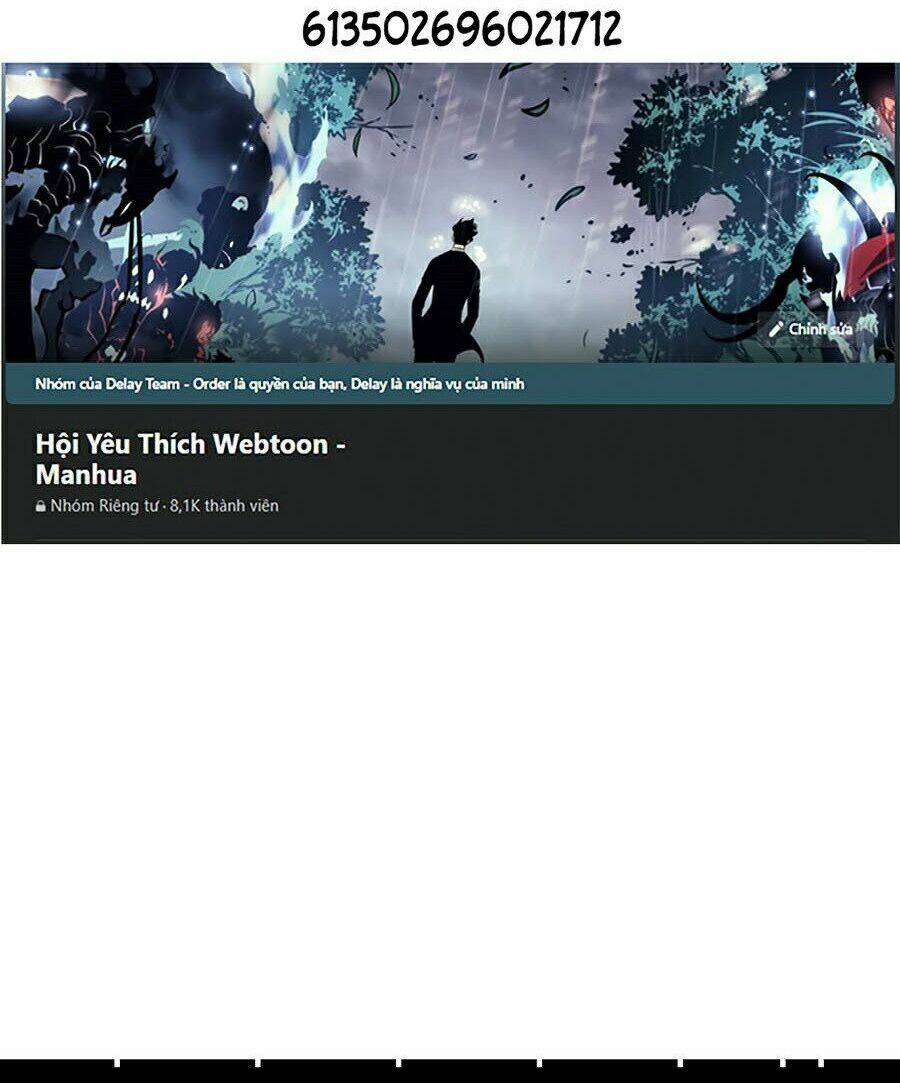 613502696021712
Chỉnh sửa
Nhóm của Delay Team - Order là quyền của bạn, Delay là nghĩa vụ của mình
Hội Yêu Thích Webtoon -
Manhua
Nhóm Riêng tư · 8,1K thành viên